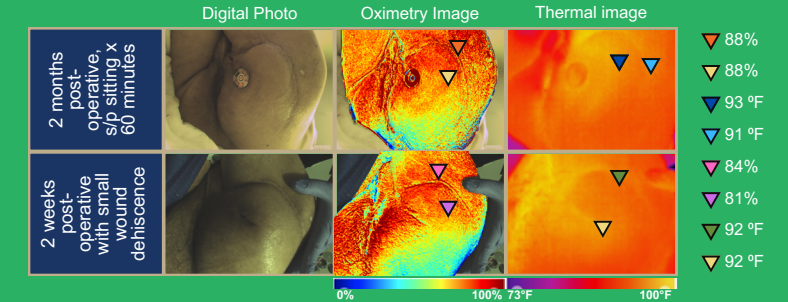 Digital Photo Oximetry Image Thermal image
2 months
post-
operative,
s/p sitting x
60 minutes
2 weeks
post-
operative
with small
wound
dehiscence
88%
88%
93 ºF
91 ºF
84%
81%
92 ºF
92 ºF
0% 100% 73°F 100°F